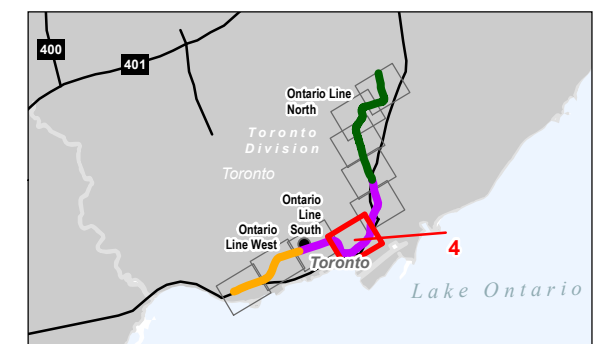 400
401
Ontario Line
North
Toronto
Division
Toronto
Ontario
Line
South
Ontario
Line West
4
Toronto
Lake Ontario